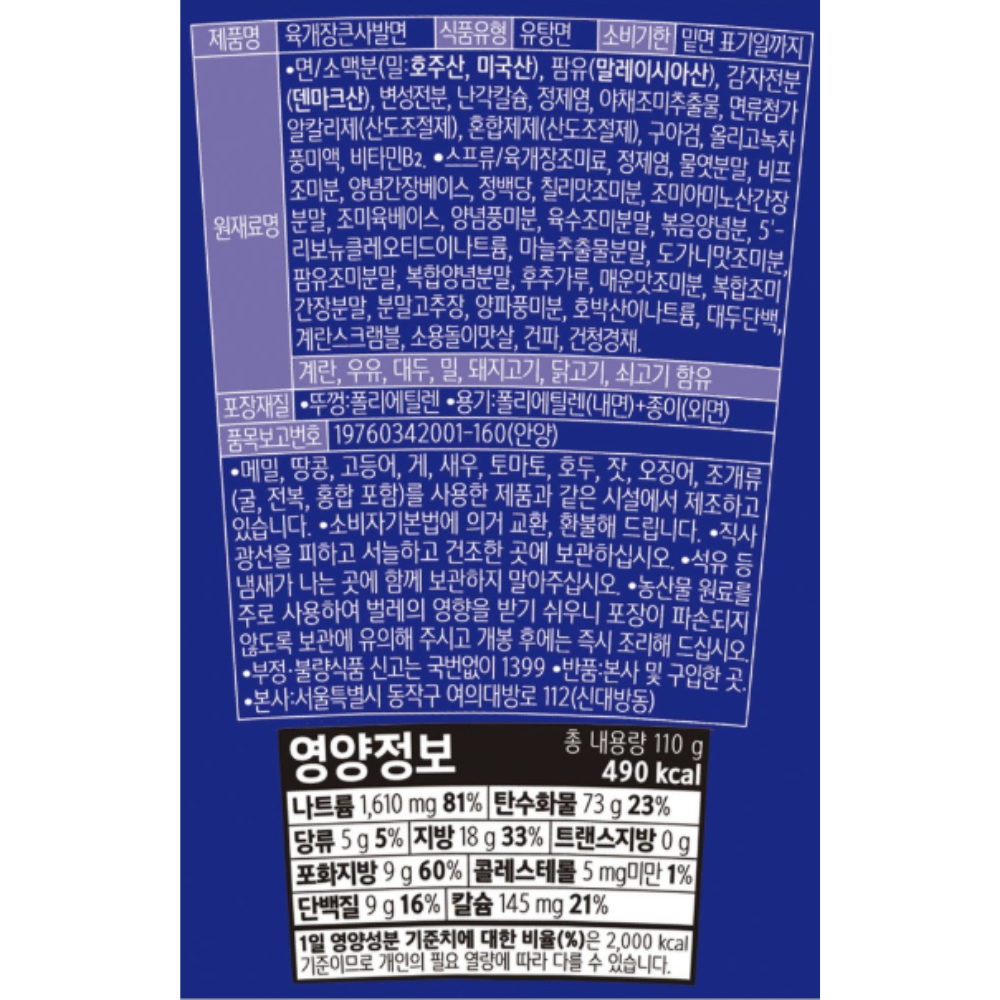 제품명 육개장큰사발면 식품유형 유탕면 소비기한 밑면 표기일까지
•면/소맥분(밀:호주산, 미국산), 팜유(말레이시아산), 감자전분
(덴마크산), 변성전분, 난각칼슘, 정제염, 야채조미추출물, 면류첨가
알칼리제(산도조절제), 혼합제제(산도조절제), 구아검, 올리고녹차
풍미액, 비타민B₂. •스프류/육개장조미료, 정제염, 물엿분말, 비프
조미분, 양념간장베이스, 정백당, 칠리맛조미분, 조미아미노산간장
원재료명 분말, 조미육베이스, 양념풍미분, 육수조미분말, 볶음양념분, 5'-
리보뉴클레오티드이나트륨, 마늘추출물분말, 도가니맛조미분,
팜유조미분말, 복합양념분말, 후추가루, 매운맛조미분, 복합조미
간장분말, 분말고추장, 양파풍미분, 호박산이나트륨, 대두단백,
계란스크램블, 소용돌이맛살, 건파, 건청경채.
계란, 우유, 대두, 밀, 돼지고기, 닭고기, 쇠고기 함유
포장재질 •뚜껑:폴리에틸렌 •용기:폴리에틸렌(내면)+종이(외면)
품목보고번호 19760342001-160(안양)
•메밀, 땅콩, 고등어, 게, 새우, 토마토, 호두, 잣, 오징어, 조개류
(굴, 전복, 홍합 포함)를 사용한 제품과 같은 시설에서 제조하고
있습니다. •소비자기본법에 의거 교환, 환불해 드립니다. •직사
광선을 피하고 서늘하고 건조한 곳에 보관하십시오. •석유 등
냄새가 나는 곳에 함께 보관하지 말아주십시오. •농산물 원료를
주로 사용하여 벌레의 영향을 받기 쉬우니 포장이 파손되지
않도록 보관에 유의해 주시고 개봉 후에는 즉시 조리해 드십시오.
•부정·불량식품 신고는 국번없이 1399 •반품:본사 및 구입한 곳.
•본사:서울특별시 동작구 여의대방로 112(신대방동)
영양정보 총 내용량 110 g
490 kcal
나트륨 1,610 mg 81% 탄수화물 73 g 23%
당류 5 g 5% 지방 18 g 33% 트랜스지방 0 g
포화지방 9 g 60% 콜레스테롤 5 mg미만 1%
단백질 9 g 16% 칼슘 145 mg 21%
1일 영양성분 기준치에 대한 비율(%)은 2,000 kcal
기준이므로 개인의 필요 열량에 따라 다를 수 있습니다.